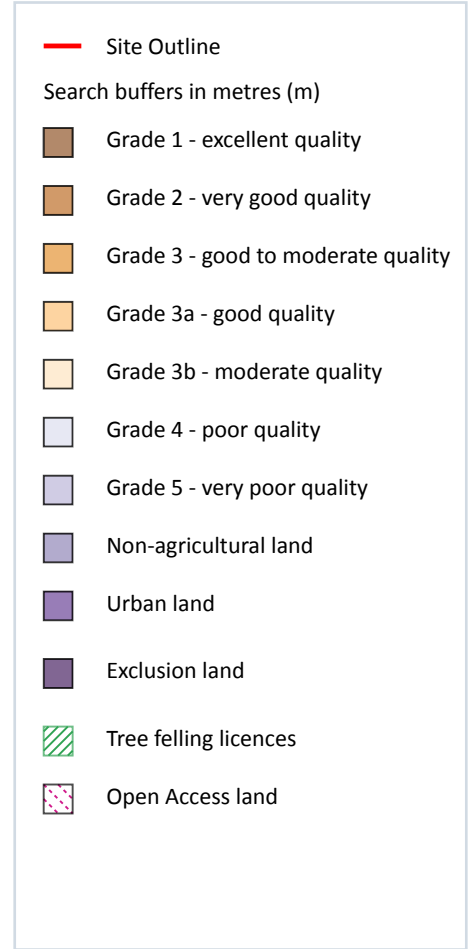 Site Outline
Search buffers in metres (m)
Grade 1 - excellent quality
Grade 2 - very good quality
Grade 3 - good to moderate quality
Grade 3a - good quality
Grade 3b - moderate quality
Grade 4 - poor quality
Grade 5 - very poor quality
Non-agricultural land
Urban land
Exclusion land
Tree felling licences
Open Access land